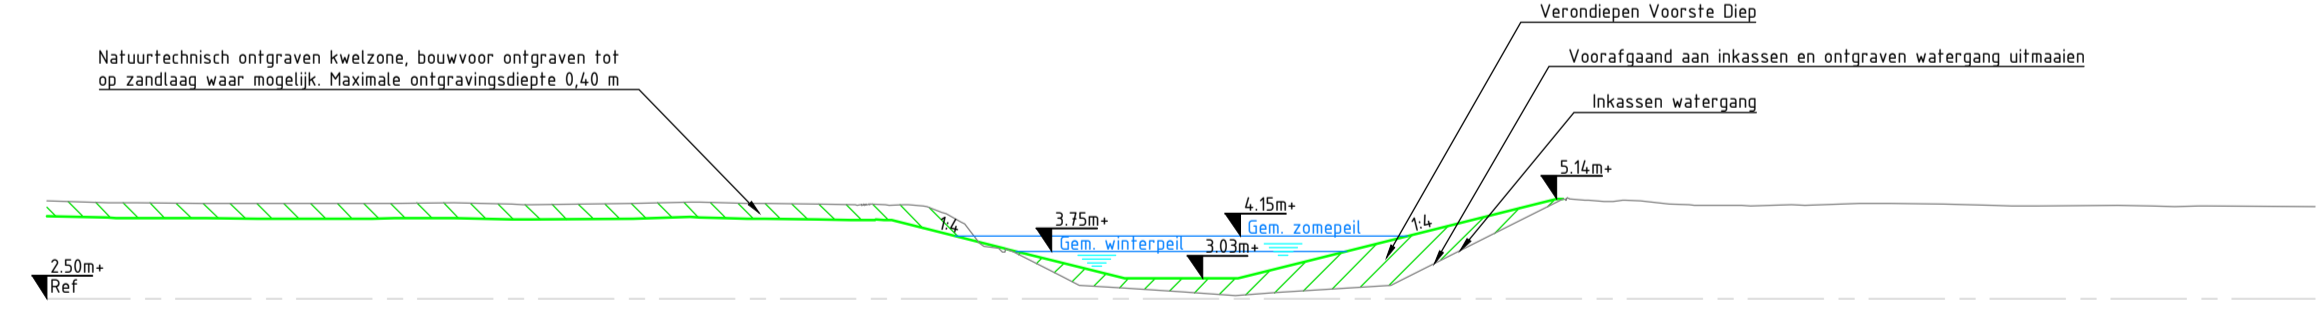 Verondiepen Voorste Diep
Natuurtechnisch ontgraven kwelzone, bouwvoor ontgraven tot
op zandlaag waar mogelijk. Maximale ontgravingsdiepte 0,40 m
Voorafgaand aan inkassen en ontgraven watergang uitmaaien
Inkassen watergang
5.14m+
4.15m+
3.75m+
1:4
1:4
Gem. zomepeil
Gem. winterpeil
3.03m+
2.50m+
Ref